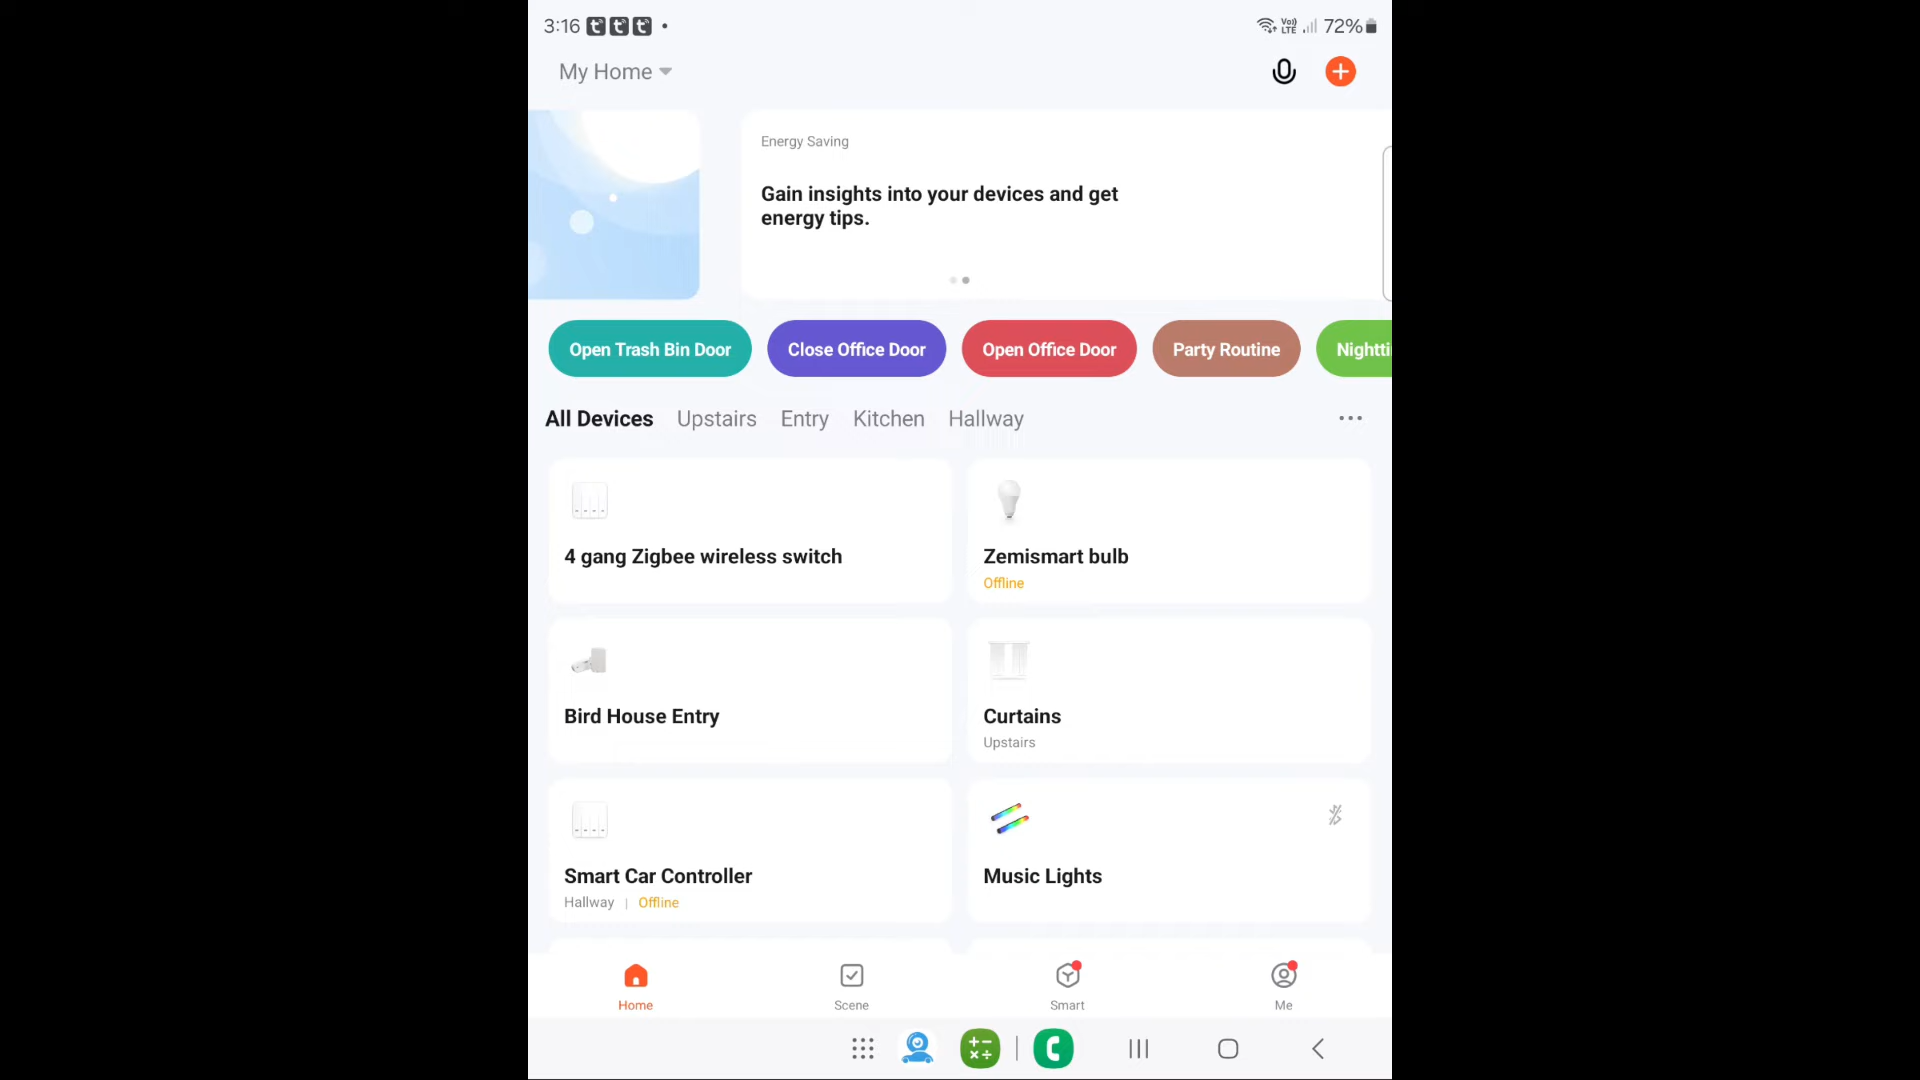 3:16
Vo))
LTE
72%
My Home
Energy Saving
Gain insights into your devices and get
energy tips.
Open Trash Bin Door
Close Office Door
Open Office Door
Party Routine
Nightti
All Devices
Upstairs
Entry
Kitchen
Hallway
4 gang Zigbee wireless switch
Zemismart bulb
Offline
Bird House Entry
Curtains
Upstairs
Smart Car Controller
Hallway | Offline
Music Lights
Home
Scene
Smart
Me